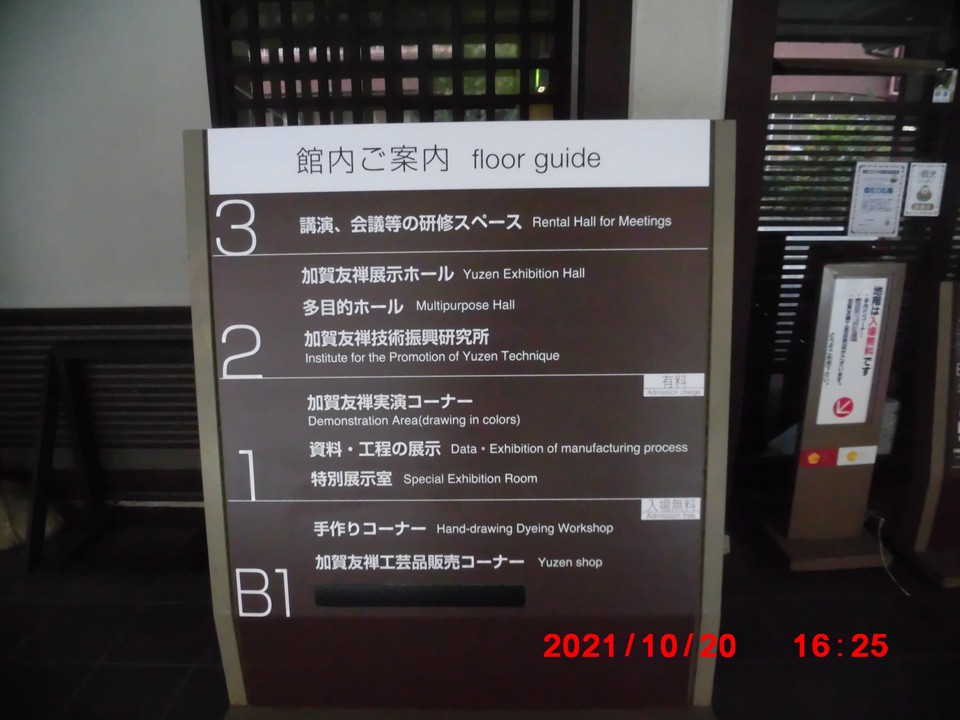 館内ご案内 floor guide
3 講演、会議等の研修スペース Rental Hall for Meetings
加賀友禅展示ホール Yuzen Exhibition Hall
多目的ホール Multipurpose Hall
2 加賀友禅技術振興研究所
Institute for the Promotion of Yuzen Technique
有料
Admission charge
加賀友禅実演コーナー
Demonstration Area(drawing in colors)
資料・工程の展示 Data・Exhibition of manufacturing process
1 特別展示室 Special Exhibition Room
入場無料
Admission free
手作りコーナー Hand-drawing Dyeing Workshop
加賀友禅工芸品販売コーナー Yuzen shop
B1
入場無料です
2021/10/20 16:25